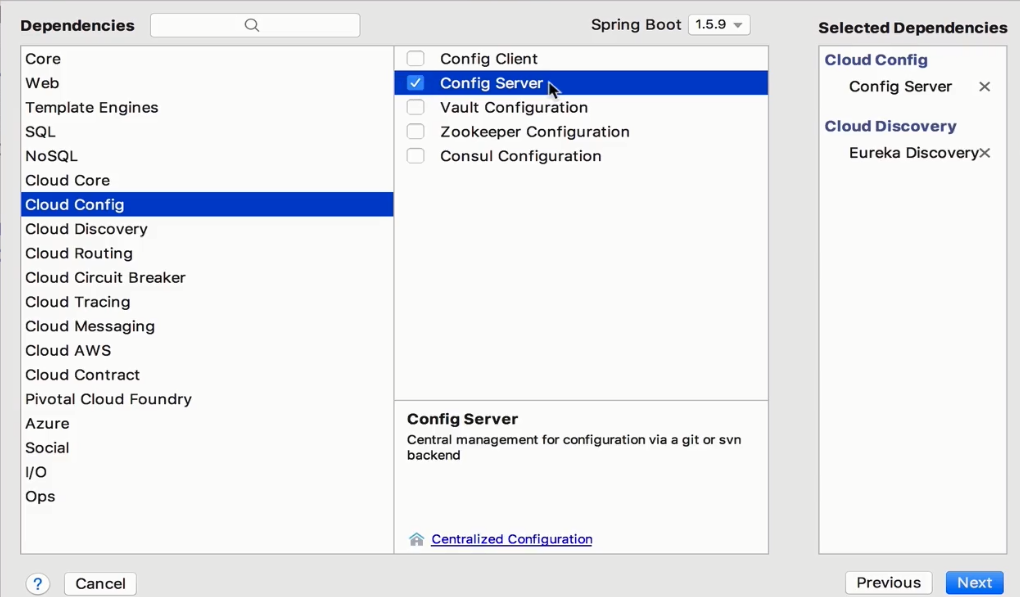 Dependencies
Spring Boot 1.5.9
Selected Dependencies
Core
Web
Template Engines
SQL
NoSQL
Cloud Core
Cloud Config
Cloud Discovery
Cloud Routing
Cloud Circuit Breaker
Cloud Tracing
Cloud Messaging
Cloud AWS
Cloud Contract
Pivotal Cloud Foundry
Azure
Social
I/O
Ops
Config Client
Config Server
Vault Configuration
Zookeeper Configuration
Consul Configuration
Config Server
Central management for configuration via a git or svn
backend
Centralized Configuration
Cloud Config
Config Server
Cloud Discovery
Eureka Discovery
?
Cancel
Previous
Next